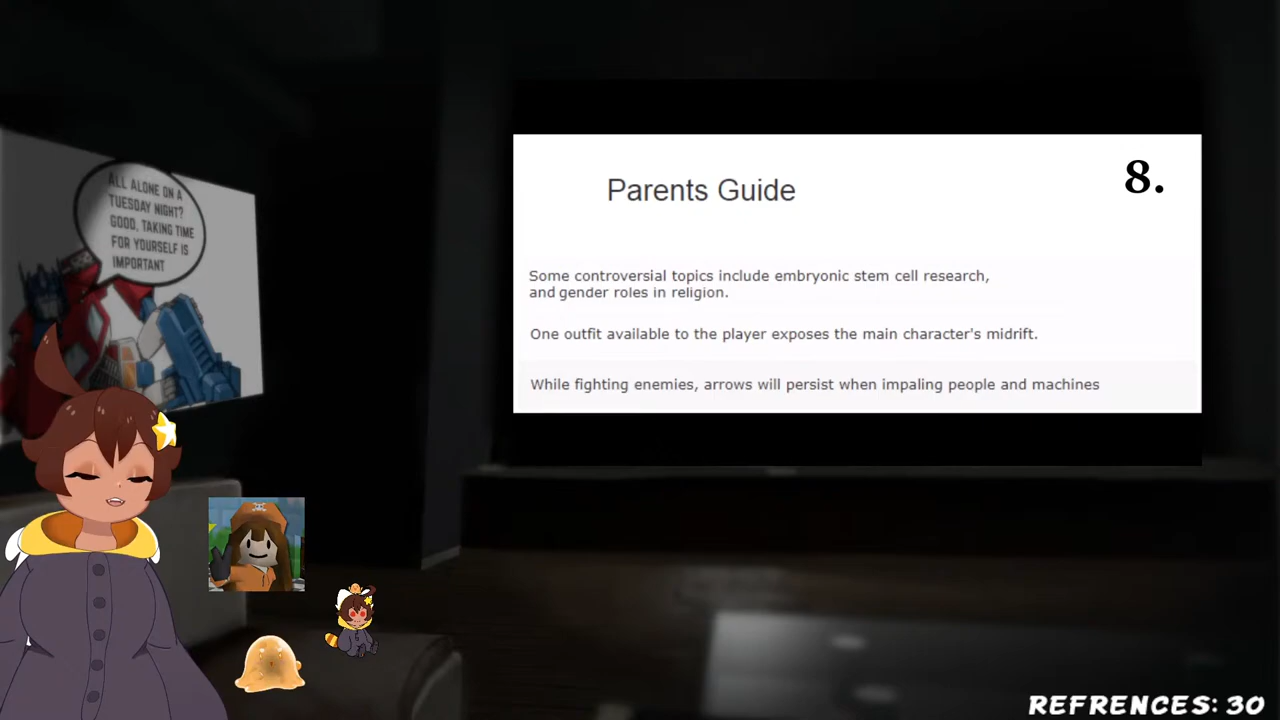 ALL ALONE ON A
TUESDAY NIGHT?
GOOD, TAKING TIME
FOR YOURSELF IS
IMPORTANT
8.
Parents Guide
Some controversial topics include embryonic stem cell research,
and gender roles in religion.
One outfit available to the player exposes the main character's midrift.
While fighting enemies, arrows will persist when impaling people and machines
REFRENCES: 30